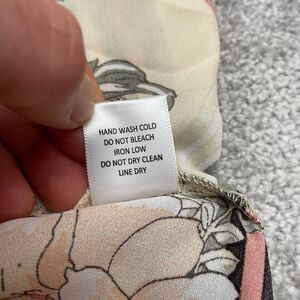 HAND WASH COLD
DO NOT BLEACH
IRON LOW
DO NOT DRY CLEAN
LINE DRY